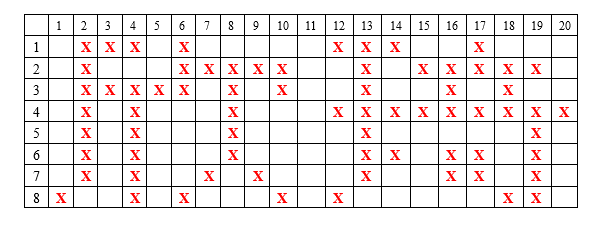 1 2 3 4 5 6 7 8 9 10 11 12 13 14 15 16 17 18 19 20
1 X X X X X X X X
2 X X X X X X X X X X X X
3 X X X X X X X X X X
4 X X X X X X X X X X X X
5 X X X X X
6 X X X X X X X X
7 X X X X X X X X
8 X X X X X X X